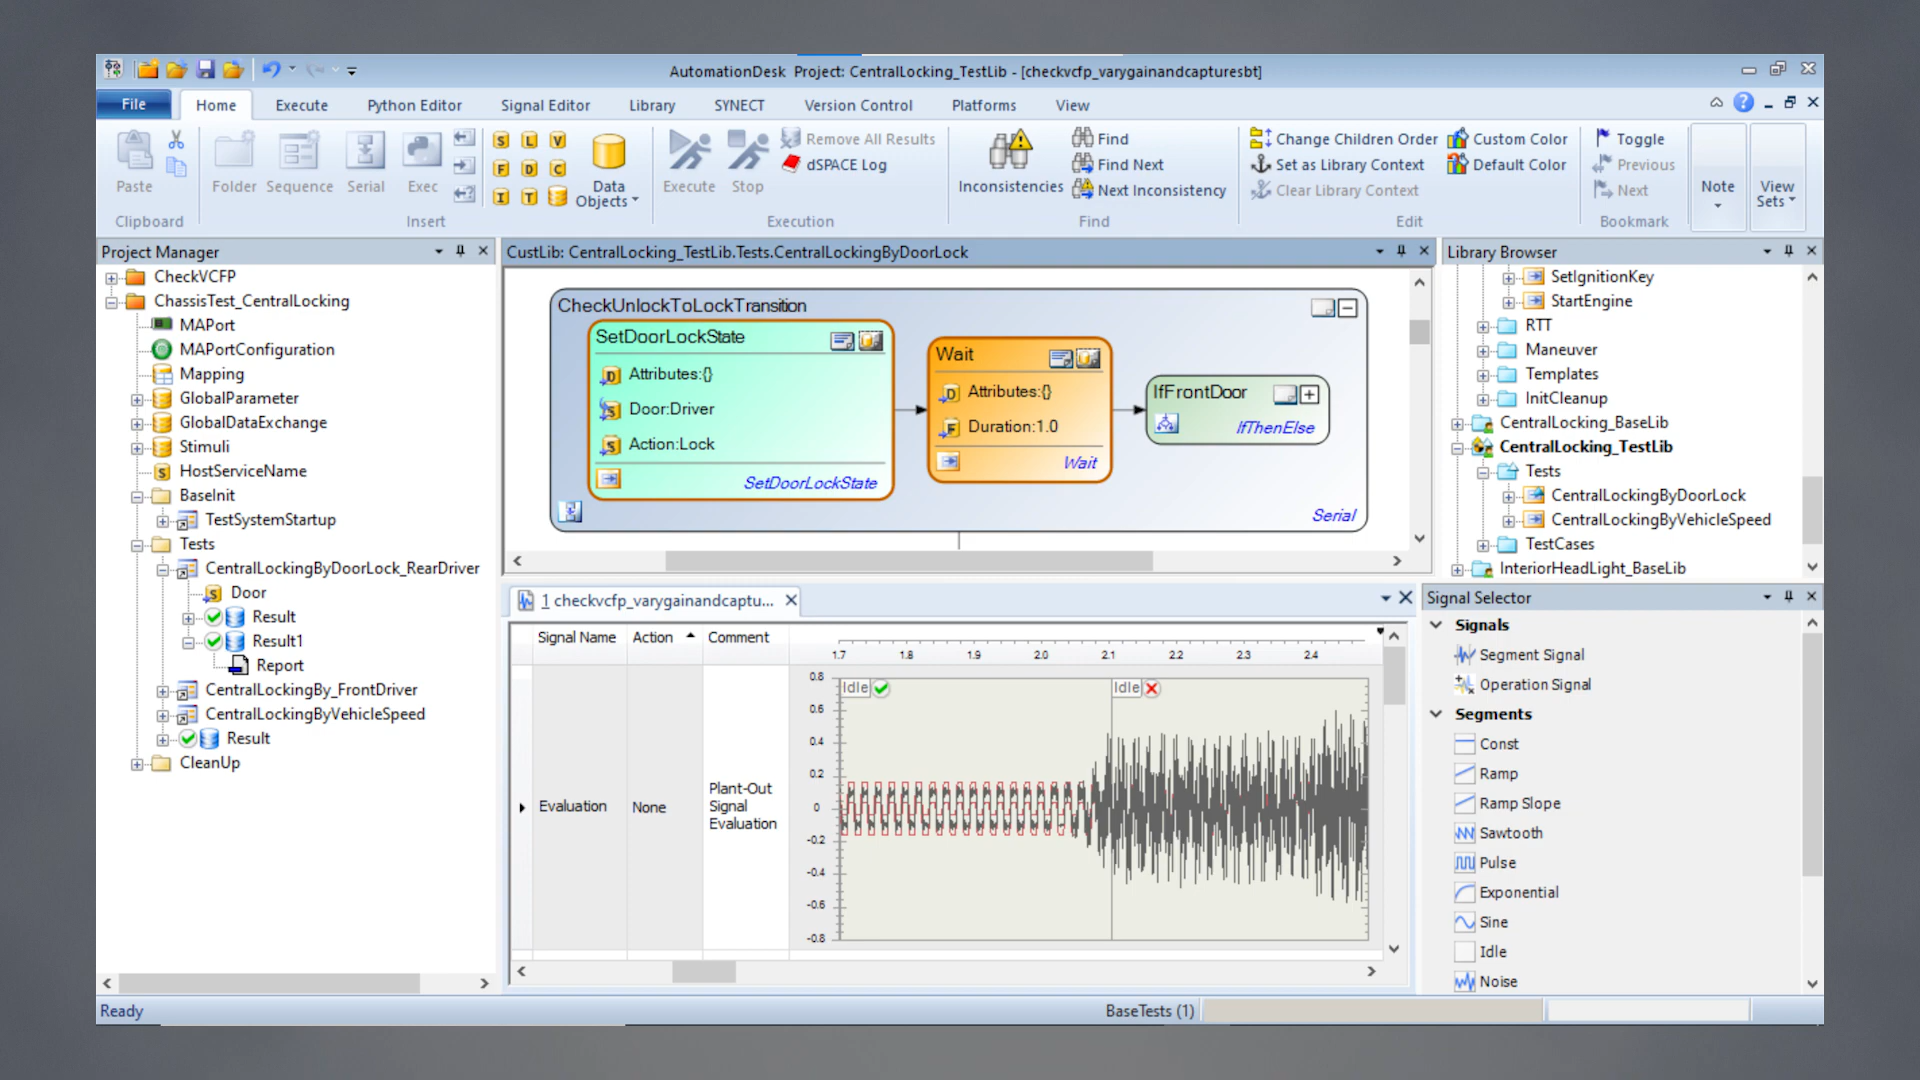 AutomationDesk Project: CentralLocking_TestLib - [checkvcfp_varygainandcapturesbt]
File Home Execute Python Editor Signal Editor Library SYNECT Version Control Platforms View
Paste
Clipboard
Folder Sequence Serial Exec
S L V
F D C
I T
Data Objects
Insert
Execute Stop
Remove All Results
dSPACE Log
Execution
Inconsistencies
Find
Find Next
Next Inconsistency
Find
Change Children Order
Set as Library Context
Clear Library Context
Custom Color
Default Color
Edit
Toggle
Previous
Next
Bookmark
Note
View Sets
Project Manager
CheckVCFP
ChassisTest_CentralLocking
MAPort
MAPortConfiguration
Mapping
GlobalParameter
GlobalDataExchange
Stimuli
HostServiceName
BaseInit
TestSystemStartup
Tests
CentralLockingByDoorLock_RearDriver
Door
Result
Result1
Report
CentralLockingBy_FrontDriver
CentralLockingByVehicleSpeed
Result
CleanUp
CustLib: CentralLocking_TestLib.Tests.CentralLockingByDoorLock
CheckUnlockToLockTransition
SetDoorLockState
Attributes:{}
Door:Driver
Action:Lock
SetDoorLockState
Wait
Attributes:{}
Duration:1.0
Wait
IfFrontDoor
IfThenElse
Serial
1 checkvcfp_varygainandcaptu...
Signal Name Action Comment
1.7 1.8 1.9 2.0 2.1 2.2 2.3 2.4
Evaluation
None
Plant-Out
Signal
Evaluation
0.8
0.6
0.4
0.2
0
-0.2
-0.4
-0.6
-0.8
Idle
Idle
Library Browser
SetIgnitionKey
StartEngine
RTT
Maneuver
Templates
InitCleanup
CentralLocking_BaseLib
CentralLocking_TestLib
Tests
CentralLockingByDoorLock
CentralLockingByVehicleSpeed
TestCases
InteriorHeadLight_BaseLib
Signal Selector
Signals
Segment Signal
Operation Signal
Segments
Const
Ramp
Ramp Slope
Sawtooth
Pulse
Exponential
Sine
Idle
Noise
Ready
BaseTests (1)